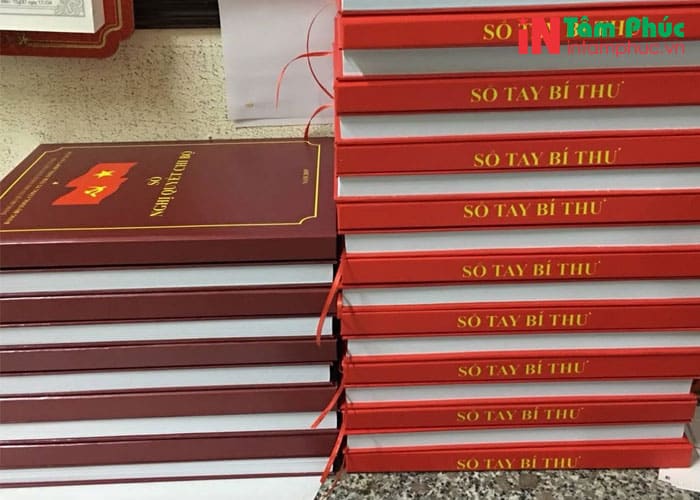 IN Tâm Phúc
intamphuc.vn
SỔ
NGHỊ QUYẾT CHI BỘ
SỔ TAY BÍ THƯ
SỔ TAY BÍ THƯ
SỔ TAY BÍ THƯ
SỔ TAY BÍ THƯ
SỔ TAY BÍ THƯ
SỔ TAY BÍ THƯ
SỔ TAY BÍ THƯ
SỔ TAY BÍ THƯ
SỔ TAY BÍ THƯ